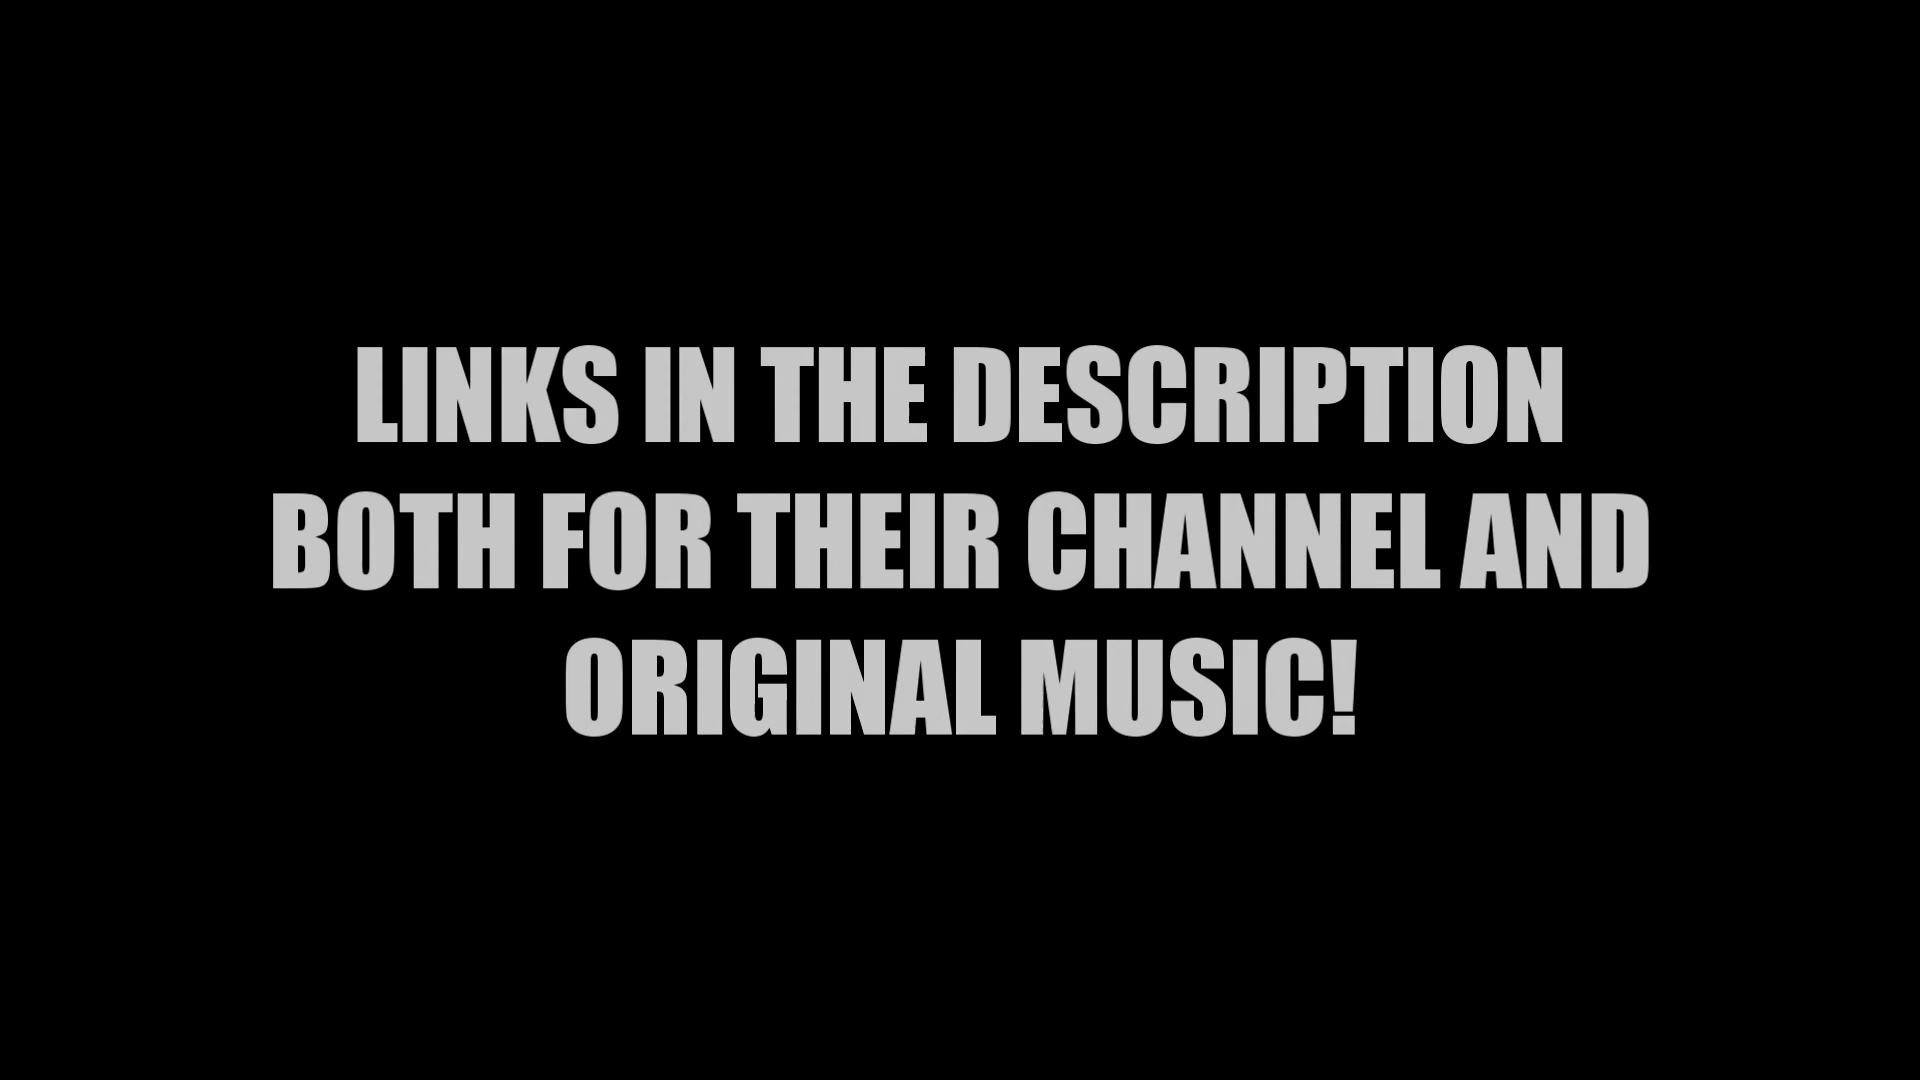 LINKS IN THE DESCRIPTION
BOTH FOR THEIR CHANNEL AND
ORIGINAL MUSIC!